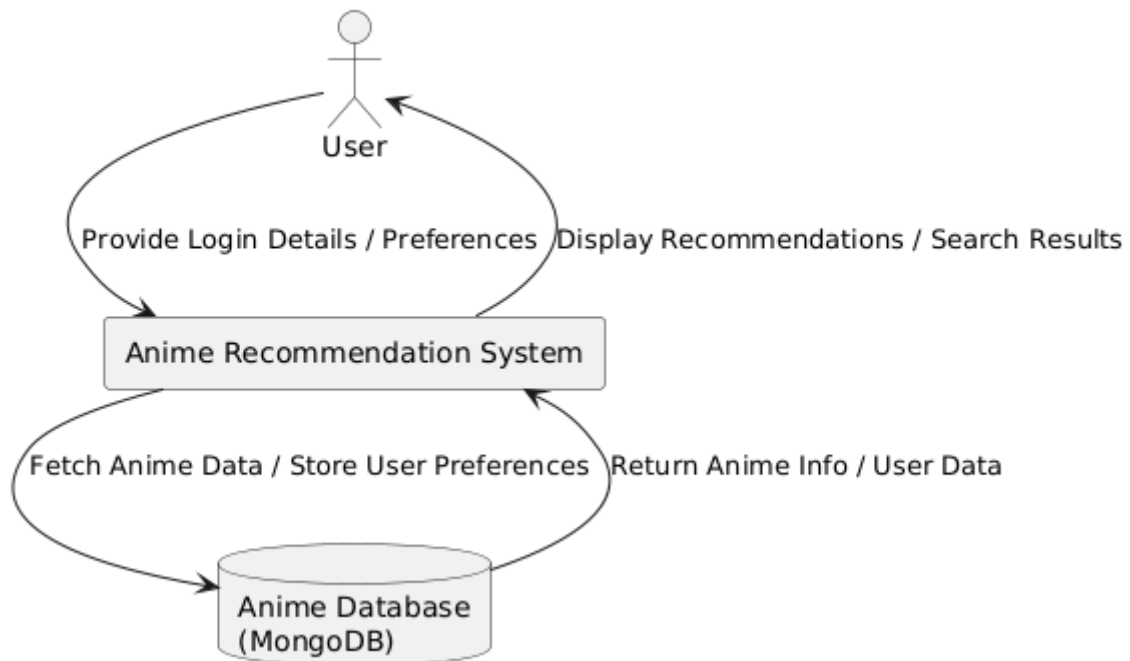 User
Provide Login Details / Preferences
Display Recommendations / Search Results
Anime Recommendation System
Fetch Anime Data / Store User Preferences
Return Anime Info / User Data
Anime Database
(MongoDB)